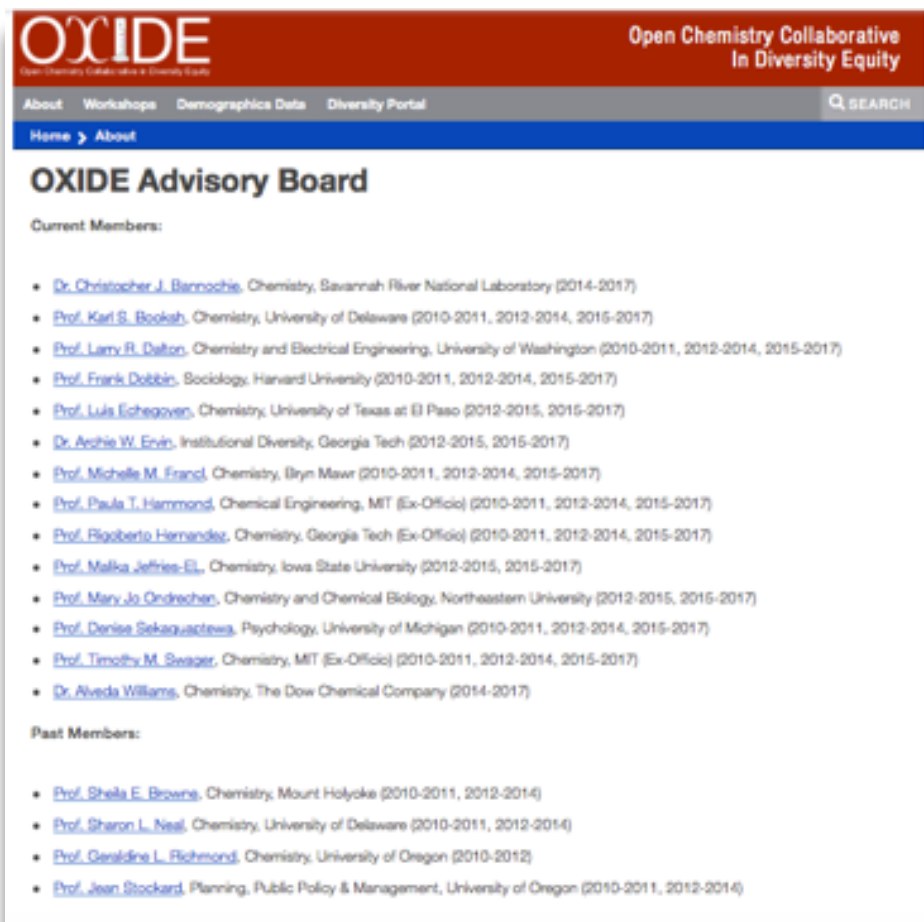 OXIDE
Open Chemistry Collaborative in Diversity Equity
Open Chemistry Collaborative
In Diversity Equity
About Workshops Demographics Data Diversity Portal SEARCH
Home > About
OXIDE Advisory Board
Current Members:
• Dr. Christopher J. Bannochie, Chemistry, Savannah River National Laboratory (2014-2017)
• Prof. Karl S. Booksh, Chemistry, University of Delaware (2010-2011, 2012-2014, 2015-2017)
• Prof. Larry R. Dalton, Chemistry and Electrical Engineering, University of Washington (2010-2011, 2012-2014, 2015-2017)
• Prof. Frank Dobbin, Sociology, Harvard University (2010-2011, 2012-2014, 2015-2017)
• Prof. Luis Echegoyen, Chemistry, University of Texas at El Paso (2012-2015, 2015-2017)
• Dr. Archie W. Ervin, Institutional Diversity, Georgia Tech (2012-2015, 2015-2017)
• Prof. Michelle M. Francl, Chemistry, Bryn Mawr (2010-2011, 2012-2014, 2015-2017)
• Prof. Paula T. Hammond, Chemical Engineering, MIT (Ex-Officio) (2010-2011, 2012-2014, 2015-2017)
• Prof. Rigoberto Hernandez, Chemistry, Georgia Tech (Ex-Officio) (2010-2011, 2012-2014, 2015-2017)
• Prof. Malika Jeffries-EL, Chemistry, Iowa State University (2012-2015, 2015-2017)
• Prof. Mary Jo Ondrechen, Chemistry and Chemical Biology, Northeastern University (2012-2015, 2015-2017)
• Prof. Denise Sekaquaptewa, Psychology, University of Michigan (2010-2011, 2012-2014, 2015-2017)
• Prof. Timothy M. Swager, Chemistry, MIT (Ex-Officio) (2010-2011, 2012-2014, 2015-2017)
• Dr. Alveda Williams, Chemistry, The Dow Chemical Company (2014-2017)
Past Members:
• Prof. Sheila E. Browne, Chemistry, Mount Holyoke (2010-2011, 2012-2014)
• Prof. Sharon L. Neal, Chemistry, University of Delaware (2010-2011, 2012-2014)
• Prof. Geraldine L. Richmond, Chemistry, University of Oregon (2010-2012)
• Prof. Jean Stockard, Planning, Public Policy & Management, University of Oregon (2010-2011, 2012-2014)